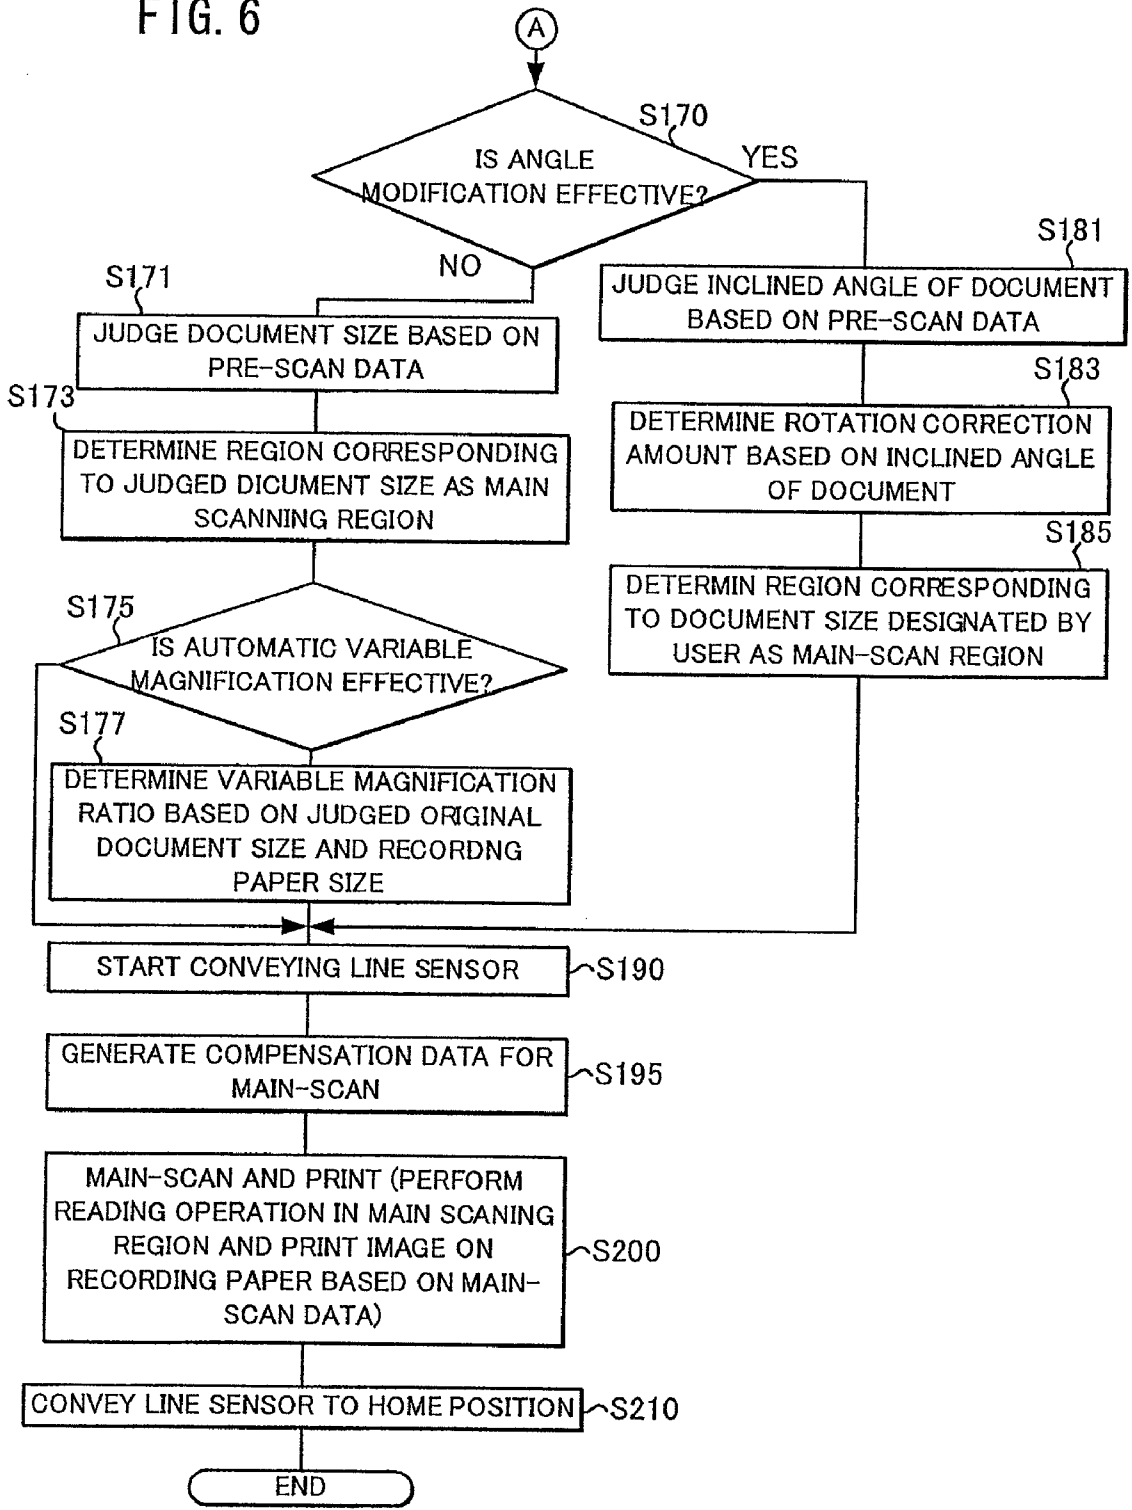 FIG. 6
A
S170
IS ANGLE
MODIFICATION EFFECTIVE?
YES
NO
S171
JUDGE DOCUMENT SIZE BASED ON
PRE-SCAN DATA
S173
DETERMINE REGION CORRESPONDING
TO JUDGED DICUMENT SIZE AS MAIN
SCANNING REGION
S175
IS AUTOMATIC VARIABLE
MAGNIFICATION EFFECTIVE?
S177
DETERMINE VARIABLE MAGNIFICATION
RATIO BASED ON JUDGED ORIGINAL
DOCUMENT SIZE AND RECORDNG
PAPER SIZE
S181
JUDGE INCLINED ANGLE OF DOCUMENT
BASED ON PRE-SCAN DATA
S183
DETERMINE ROTATION CORRECTION
AMOUNT BASED ON INCLINED ANGLE
OF DOCUMENT
S185
DETERMIN REGION CORRESPONDING
TO DOCUMENT SIZE DESIGNATED BY
USER AS MAIN-SCAN REGION
START CONVEYING LINE SENSOR
S190
GENERATE COMPENSATION DATA FOR
MAIN-SCAN
S195
MAIN-SCAN AND PRINT (PERFORM
READING OPERATION IN MAIN SCANING
REGION AND PRINT IMAGE ON
RECORDING PAPER BASED ON MAIN-
SCAN DATA)
S200
CONVEY LINE SENSOR TO HOME POSITION
S210
END